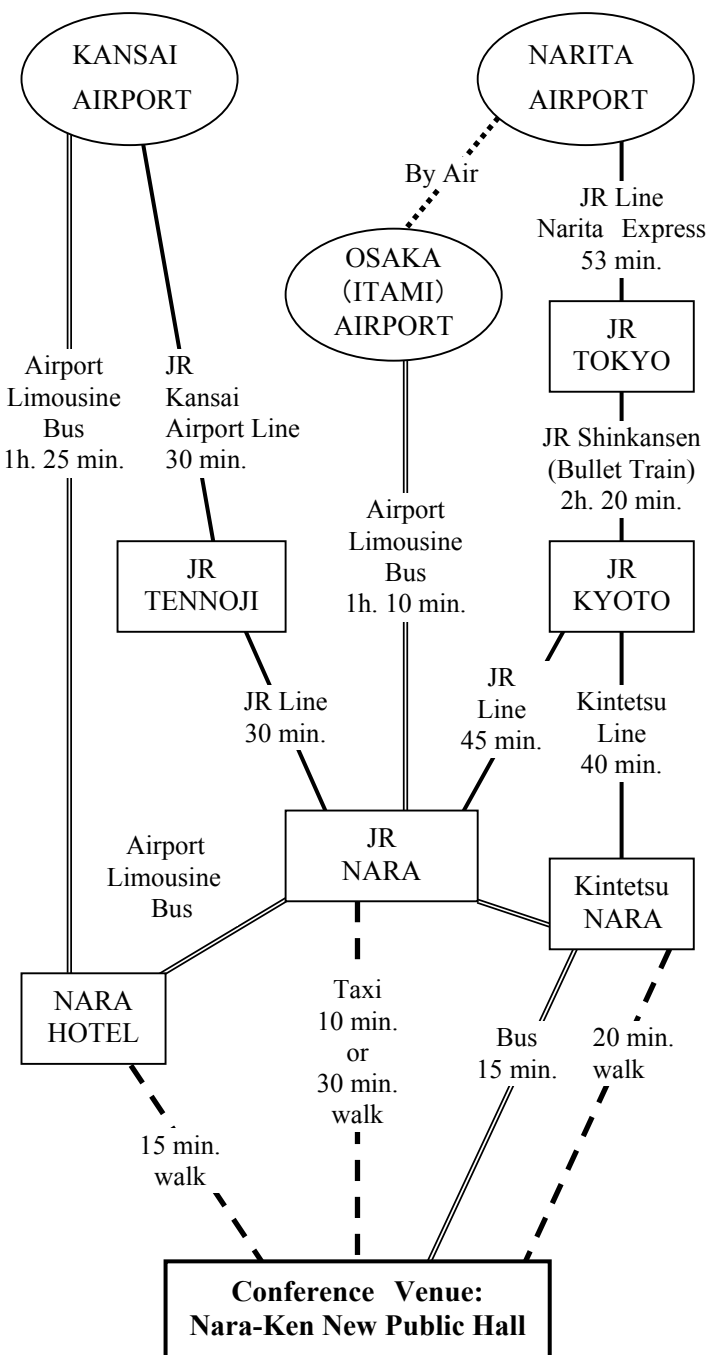 KANSAI
AIRPORT
NARITA
AIRPORT
By Air
JR Line
Narita Express
53 min.
OSAKA
（ITAMI）
AIRPORT
JR
TOKYO
Airport
Limousine
Bus
1h. 25 min.
JR
Kansai
Airport Line
30 min.
JR Shinkansen
(Bullet Train)
2h. 20 min.
Airport
Limousine
Bus
1h. 10 min.
JR
TENNOJI
JR
KYOTO
JR Line
30 min.
JR
Line
45 min.
Kintetsu
Line
40 min.
Airport
Limousine
Bus
JR
NARA
Kintetsu
NARA
NARA
HOTEL
Taxi
10 min.
or
30 min.
walk
Bus
15 min.
20 min.
walk
15 min.
walk
Conference Venue:
Nara-Ken New Public Hall